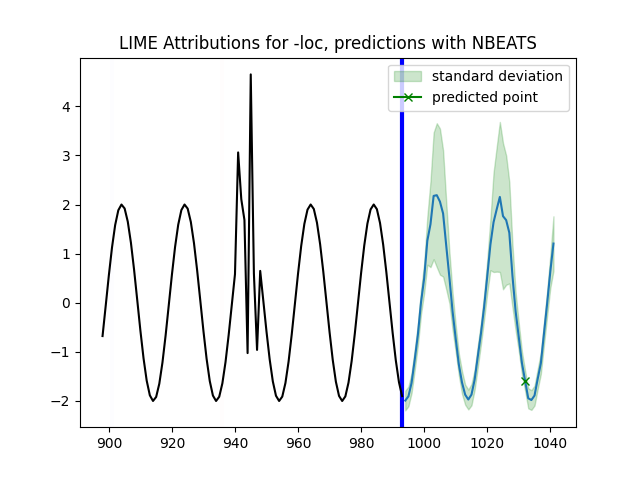 LIME Attributions for -loc, predictions with NBEATS
standard deviation
predicted point
4
3
2
1
0
−1
−2
900 920 940 960 980 1000 1020 1040